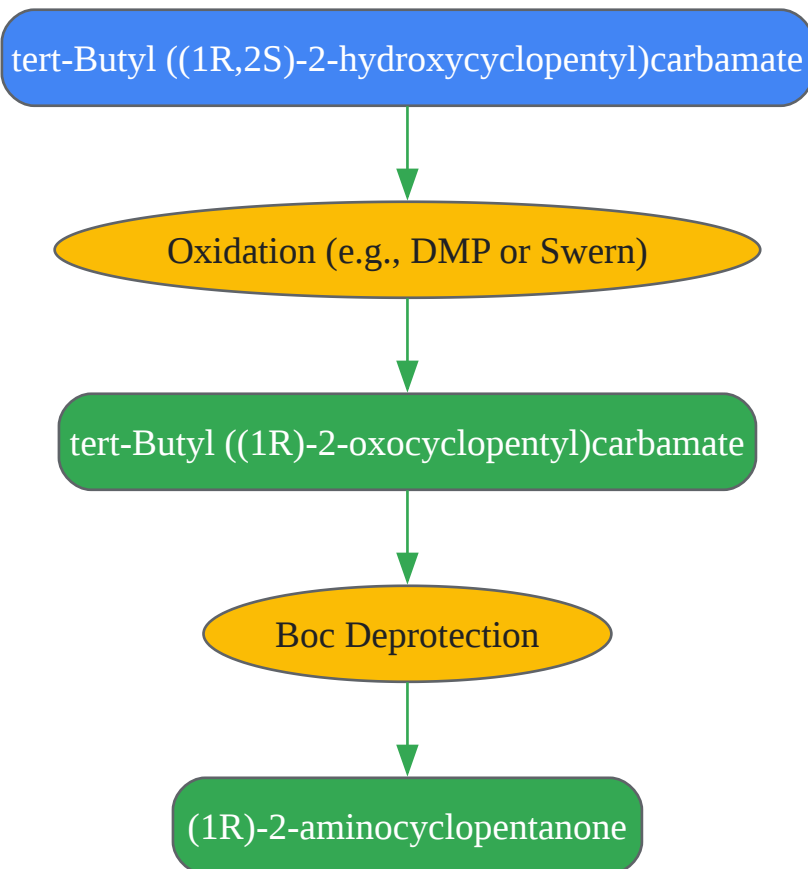 tert-Butyl ((1R,2S)-2-hydroxycyclopentyl)carbamate
Oxidation (e.g., DMP or Swern)
tert-Butyl ((1R)-2-oxocyclopentyl)carbamate
Boc Deprotection
(1R)-2-aminocyclopentanone